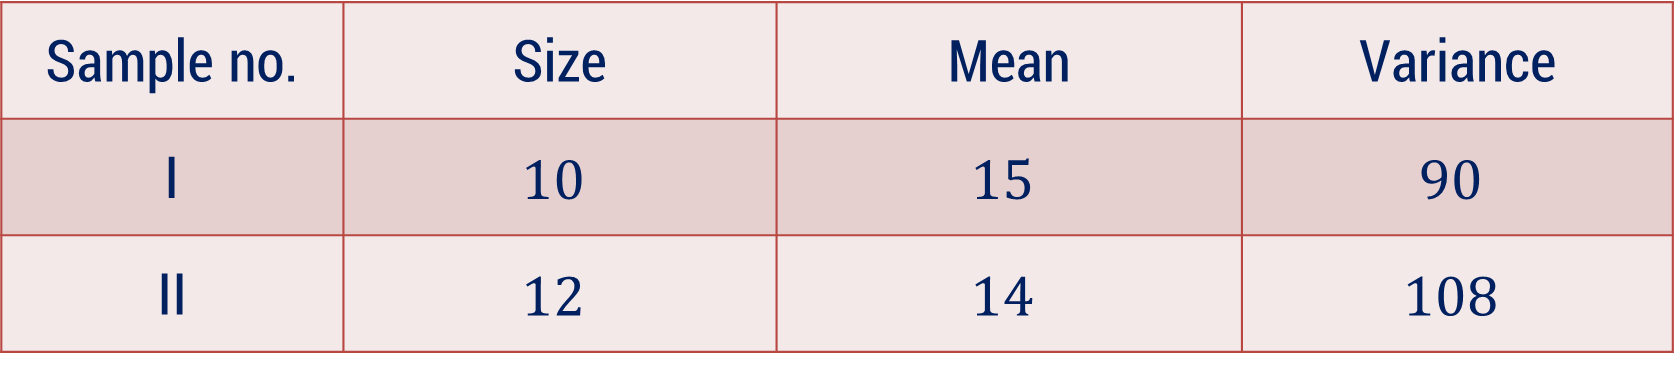 Sample no. Size Mean Variance
I 10 15 90
II 12 14 108